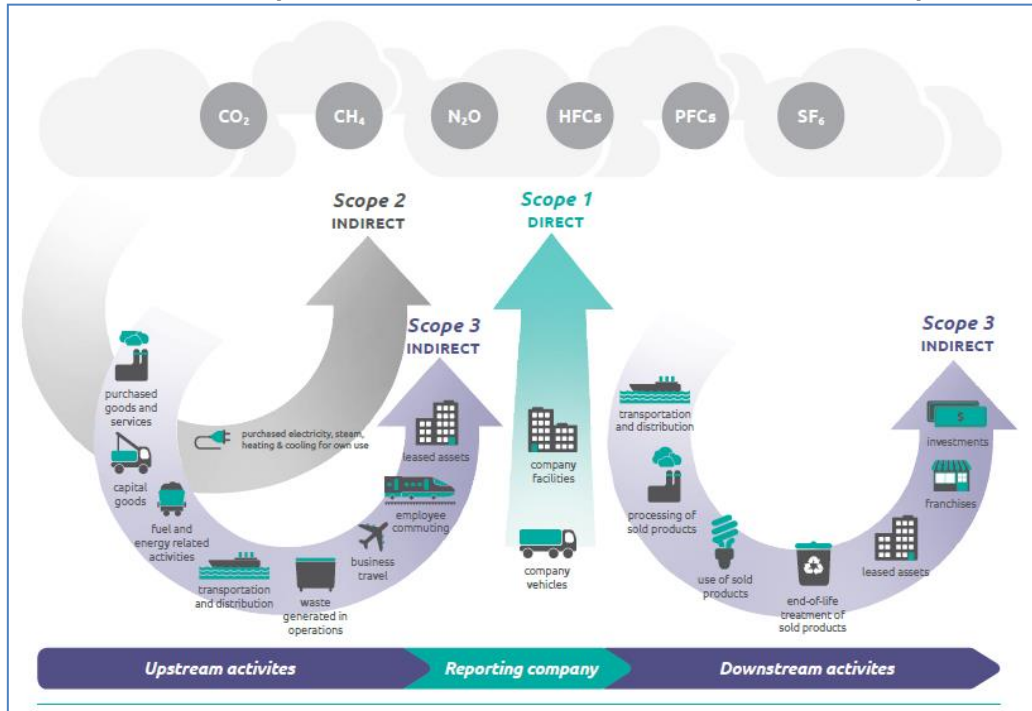 CO₂
CH₄
N₂O
HFCs
PFCs
SF₆
Scope 2
INDIRECT
Scope 1
DIRECT
Scope 3
INDIRECT
Scope 3
INDIRECT
purchased
goods and
services
capital
goods
fuel and
energy related
activities
transportation
and distribution
waste
generated in
operations
business
travel
employee
commuting
leased assets
purchased electricity, steam,
heating & cooling for own use
company
facilities
company
vehicles
transportation
and distribution
processing of
sold products
use of sold
products
end-of-life
treatment of
sold products
leased assets
franchises
$
investments
Upstream activites
Reporting company
Downstream activites